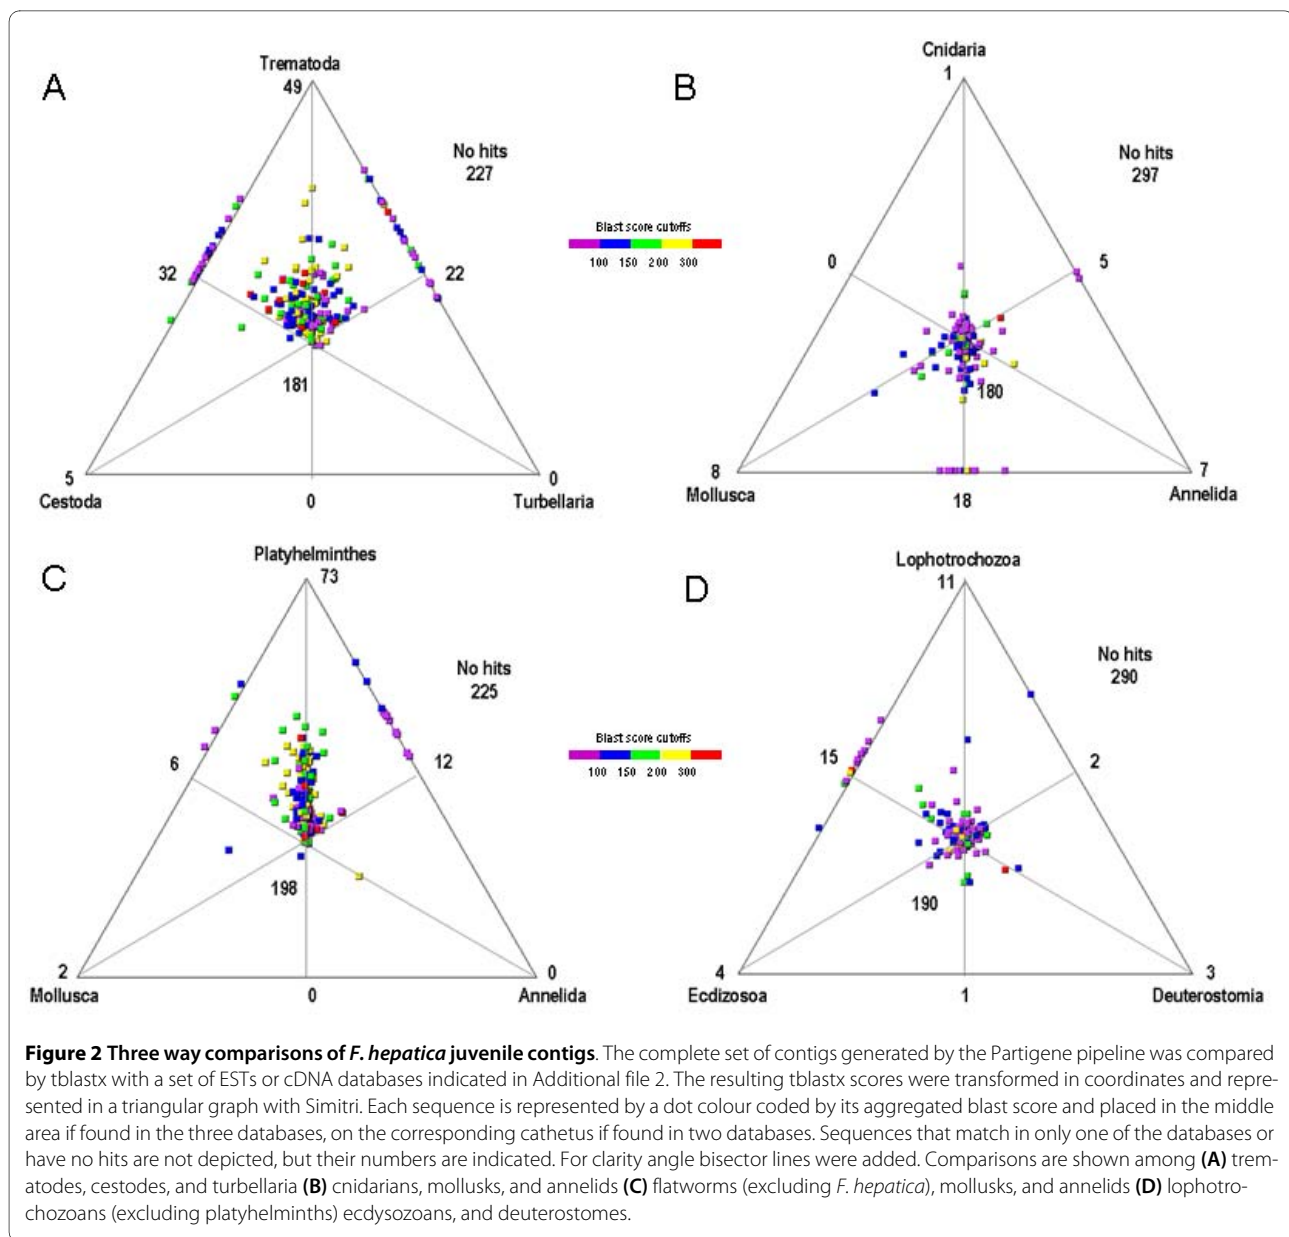 A
Trematoda
49
No hits
227
32
22
181
5
0
Cestoda
0
Turbellaria
B
Cnidaria
1
No hits
297
0
5
180
8
7
Mollusca
18
Annelida
Blast score cutoffs
100 150 200 300
C
Platyhelminthes
73
No hits
225
6
12
198
2
0
Mollusca
0
Annelida
D
Lophotrochozoa
11
No hits
290
15
2
190
4
3
Ecdizosoa
1
Deuterostomia
Blast score cutoffs
100 150 200 300
Figure 2 Three way comparisons of F. hepatica juvenile contigs. The complete set of contigs generated by the Partigene pipeline was compared
by tblastx with a set of ESTs or cDNA databases indicated in Additional file 2. The resulting tblastx scores were transformed in coordinates and repre-
sented in a triangular graph with Simitri. Each sequence is represented by a dot colour coded by its aggregated blast score and placed in the middle
area if found in the three databases, on the corresponding cathetus if found in two databases. Sequences that match in only one of the databases or
have no hits are not depicted, but their numbers are indicated. For clarity angle bisector lines were added. Comparisons are shown among (A) trem-
atodes, cestodes, and turbellaria (B) cnidarians, mollusks, and annelids (C) flatworms (excluding F. hepatica), mollusks, and annelids (D) lophotro-
chozoans (excluding platyhelminths) ecdysozoans, and deuterostomes.